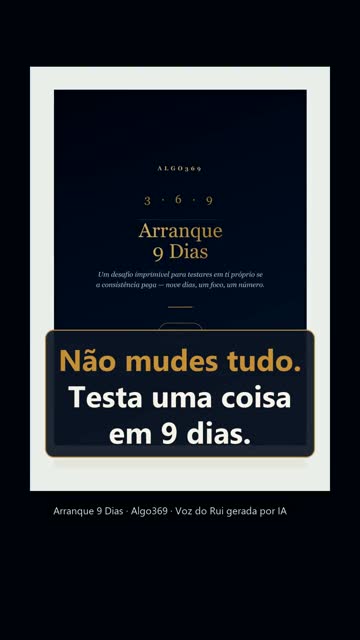 ALGO369
3 · 6 · 9
Arranque
9 Dias
Um desafio imprimível para testares em ti próprio se
a consistência pega — nove dias, um foco, um número.
Não mudes tudo.
Testa uma coisa
em 9 dias.
Arranque 9 Dias · Algo369 · Voz do Rui gerada por IA